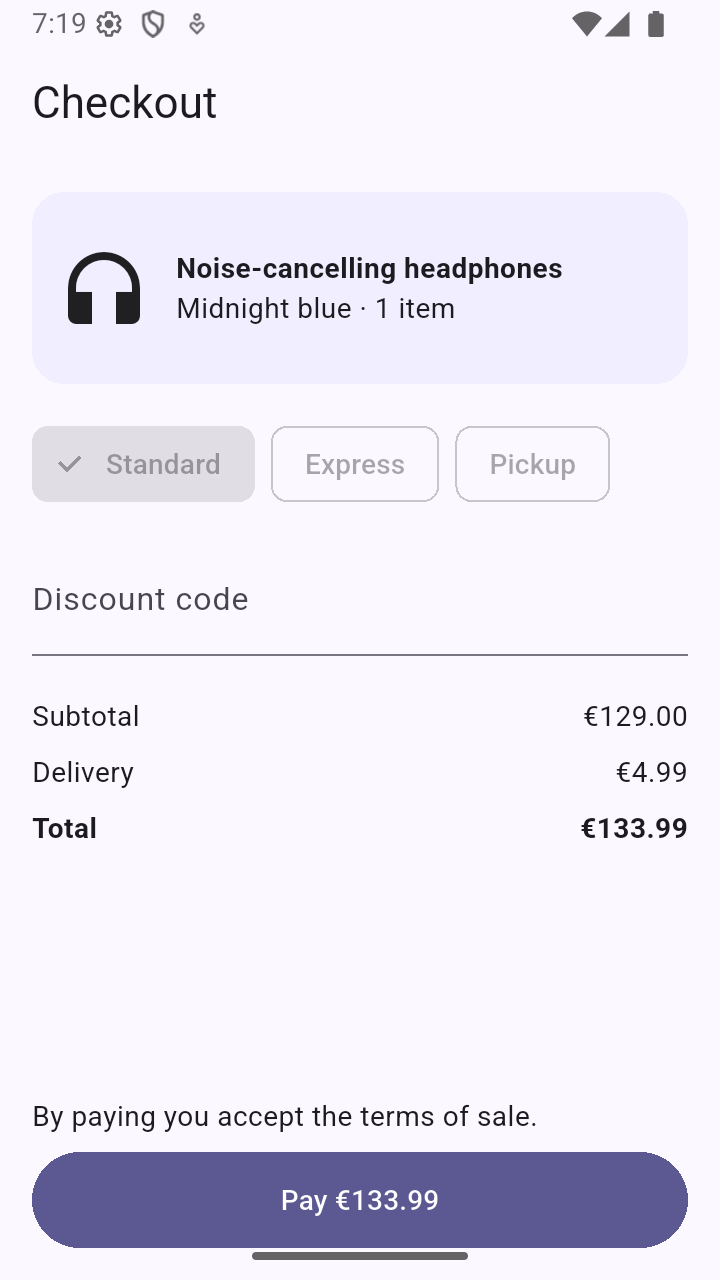 7:19
Checkout
Noise-cancelling headphones
Midnight blue · 1 item
Standard
Express
Pickup
Discount code
Subtotal €129.00
Delivery €4.99
Total €133.99
By paying you accept the terms of sale.
Pay €133.99